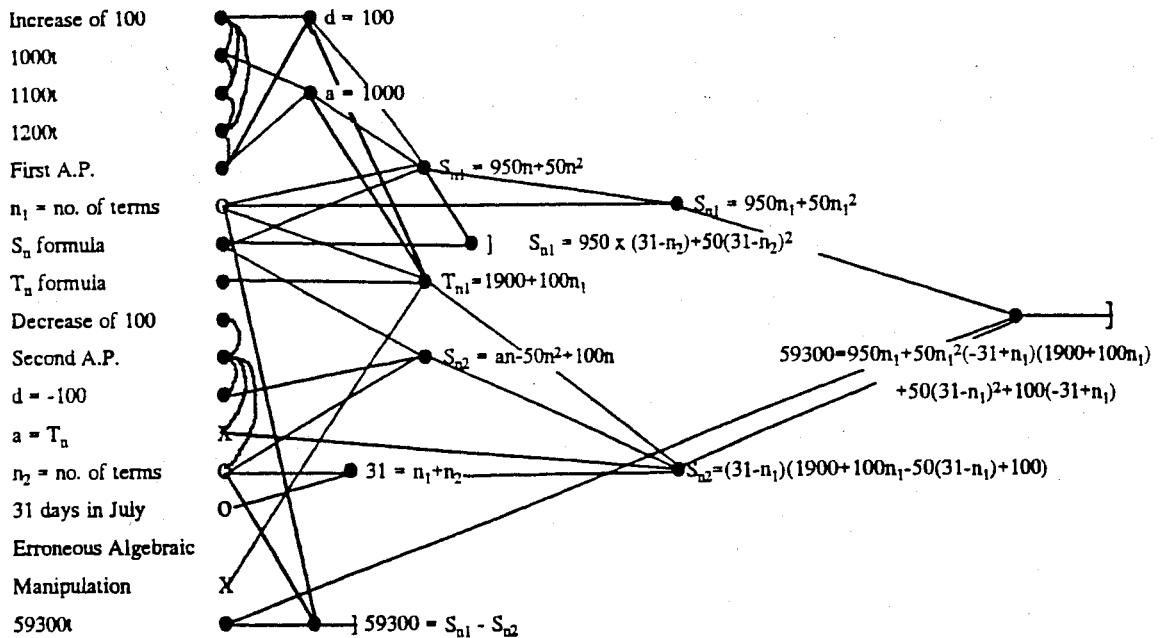 Increase of 100
d = 100
1000t
1100t
a = 1000
1200t
First A.P.
Sₙ₁ = 950n+50n²
n₁ = no. of terms
Sₙ₁ = 950n₁+50n₁²
Sₙ formula
] Sₙ₁ = 950 x (31-n₂)+50(31-n₂)²
Tₙ formula
Tₙ₁=1900+100n₁
Decrease of 100
]
Second A.P.
Sₙ₂ = an-50n²+100n
59300=950n₁+50n₁²(-31+n₁)(1900+100n₁)
+50(31-n₁)²+100(-31+n₁)
d = -100
a = Tₙ
X
n₂ = no. of terms
31 = n₁+n₂
Sₙ₂=(31-n₁)(1900+100n₁-50(31-n₁)+100)
31 days in July
O
Erroneous Algebraic
Manipulation
X
59300t
] 59300 = Sₙ₁ - Sₙ₂